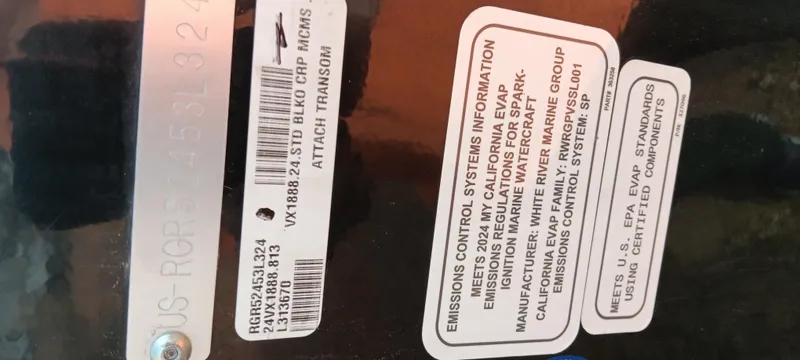 US-RGR52453L324
RGR52453L324
24VX1888.813
L313670
VX1888.24.STD BLKO CRP MCMS
ATTACH TRANSOM
EMISSIONS CONTROL SYSTEMS INFORMATION
MEETS 2024 MY CALIFORNIA EVAP
EMISSIONS REGULATIONS FOR SPARK-
IGNITION MARINE WATERCRAFT
MANUFACTURER: WHITE RIVER MARINE GROUP
CALIFORNIA EVAP FAMILY: RWRGPVSSL001
EMISSIONS CONTROL SYSTEM: SP
MEETS U.S. EPA EVAP STANDARDS
USING CERTIFIED COMPONENTS